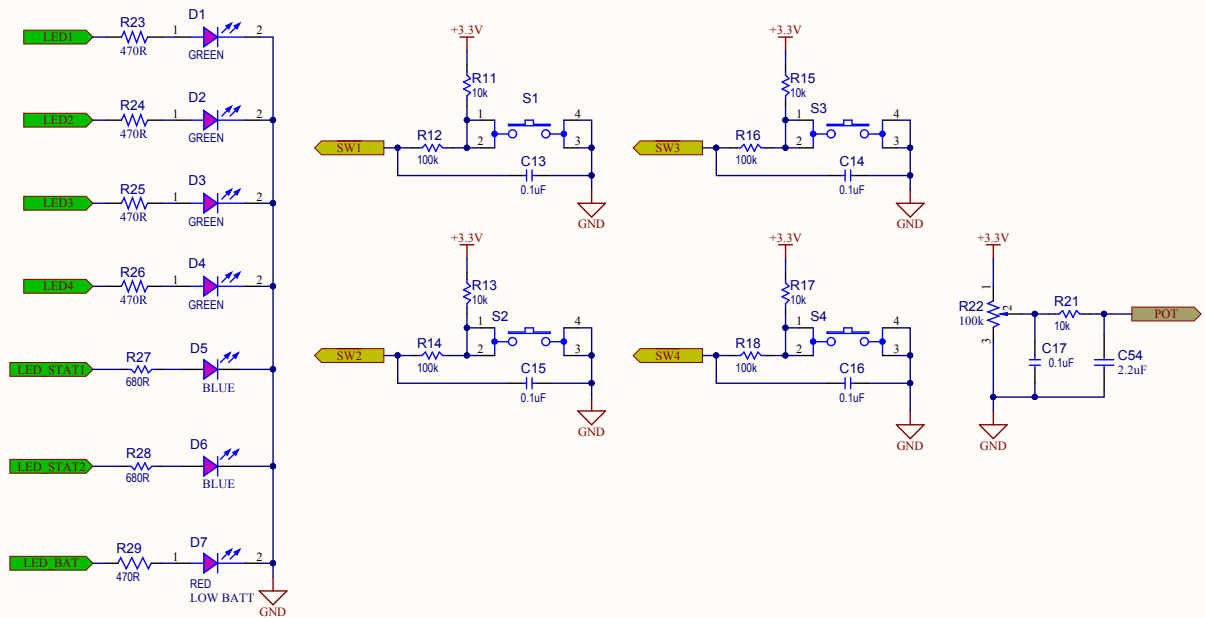 LED1
R23
470R
1
D1
2
GREEN
LED2
R24
470R
1
D2
2
GREEN
LED3
R25
470R
1
D3
2
GREEN
LED4
R26
470R
1
D4
2
GREEN
LED_STAT1
R27
680R
D5
BLUE
LED_STAT2
R28
680R
D6
BLUE
LED_BAT
R29
470R
1
D7
2
RED
LOW BATT
GND
+3.3V
R11
10k
S1
1
4
SW1
R12
100k
2
3
C13
0.1uF
GND
+3.3V
R15
10k
S3
1
4
SW3
R16
100k
2
3
C14
0.1uF
GND
+3.3V
R13
10k
S2
1
4
SW2
R14
100k
2
3
C15
0.1uF
GND
+3.3V
R17
10k
S4
1
4
SW4
R18
100k
2
3
C16
0.1uF
GND
+3.3V
1
R22
100k
2
3
R21
10k
POT
C17
0.1uF
C54
2.2uF
GND